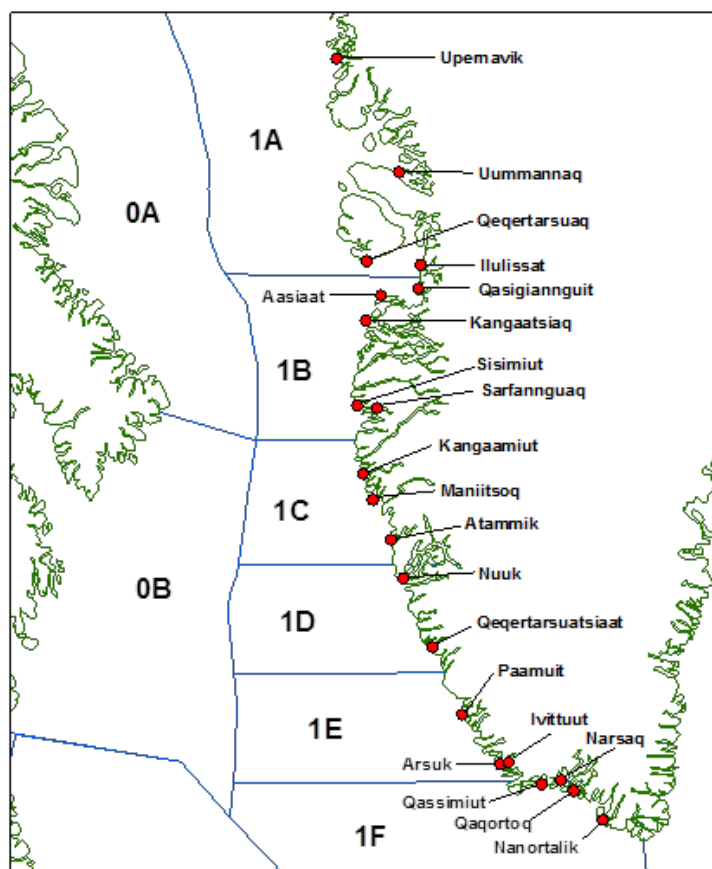 Upernavik
1A
Uummannaq
0A
Qeqertarsuaq
Ilulissat
Qasigiannguit
Aasiaat
Kangaatsiaq
Sisimiut
1B
Sarfannguaq
Kangaamiut
Maniitsoq
1C
Atammik
Nuuk
0B
Qeqertarsuatsiaat
1D
Paamuit
Ivittuut
1E
Narsaq
Arsuk
Qassimiut
Qaqortoq
1F
Nanortalik